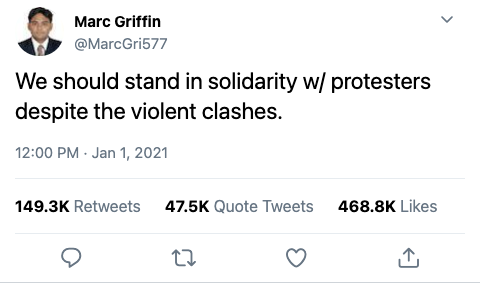 Marc Griffin
@MarcGri577
We should stand in solidarity w/ protesters
despite the violent clashes.
12:00 PM · Jan 1, 2021
149.3K Retweets 47.5K Quote Tweets 468.8K Likes